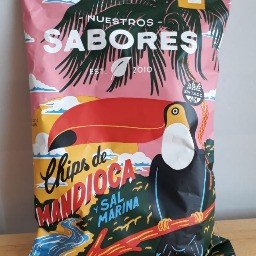 - NUESTROS -
SABORES
EST. 2010
Chips de
MANDIOCA
Y SAL
MARINA